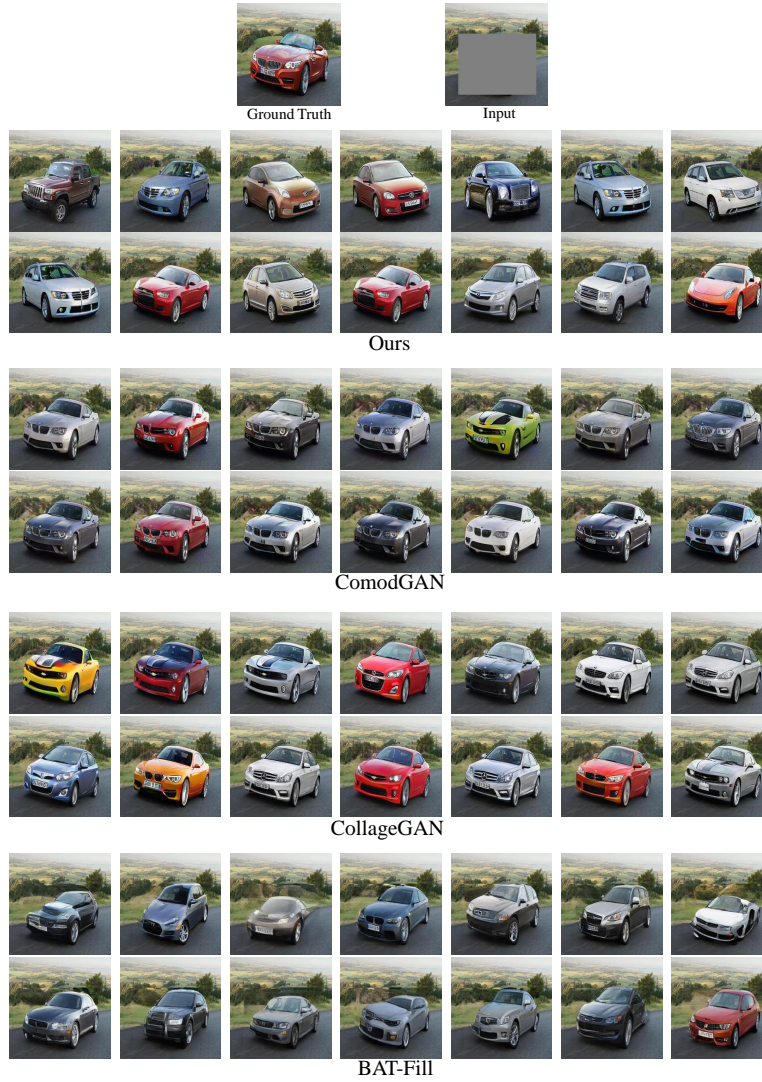 Ground Truth
Input
Ours
ComodGAN
CollageGAN
BAT-Fill